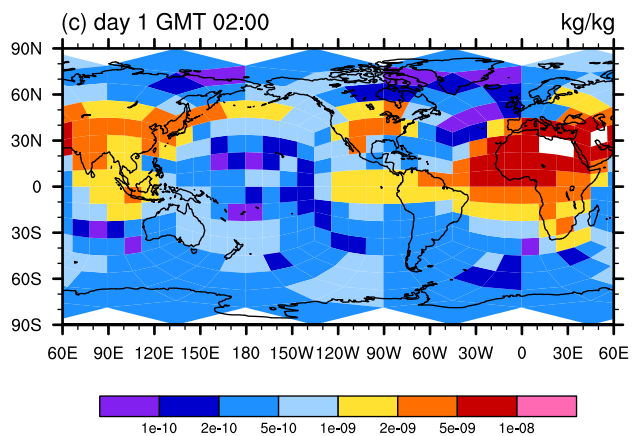 (c) day 1 GMT 02:00 kg/kg
90N
60N
30N
0
30S
60S
90S
60E 90E 120E 150E 180 150W 120W 90W 60W 30W 0 30E 60E
1e-10 2e-10 5e-10 1e-09 2e-09 5e-09 1e-08